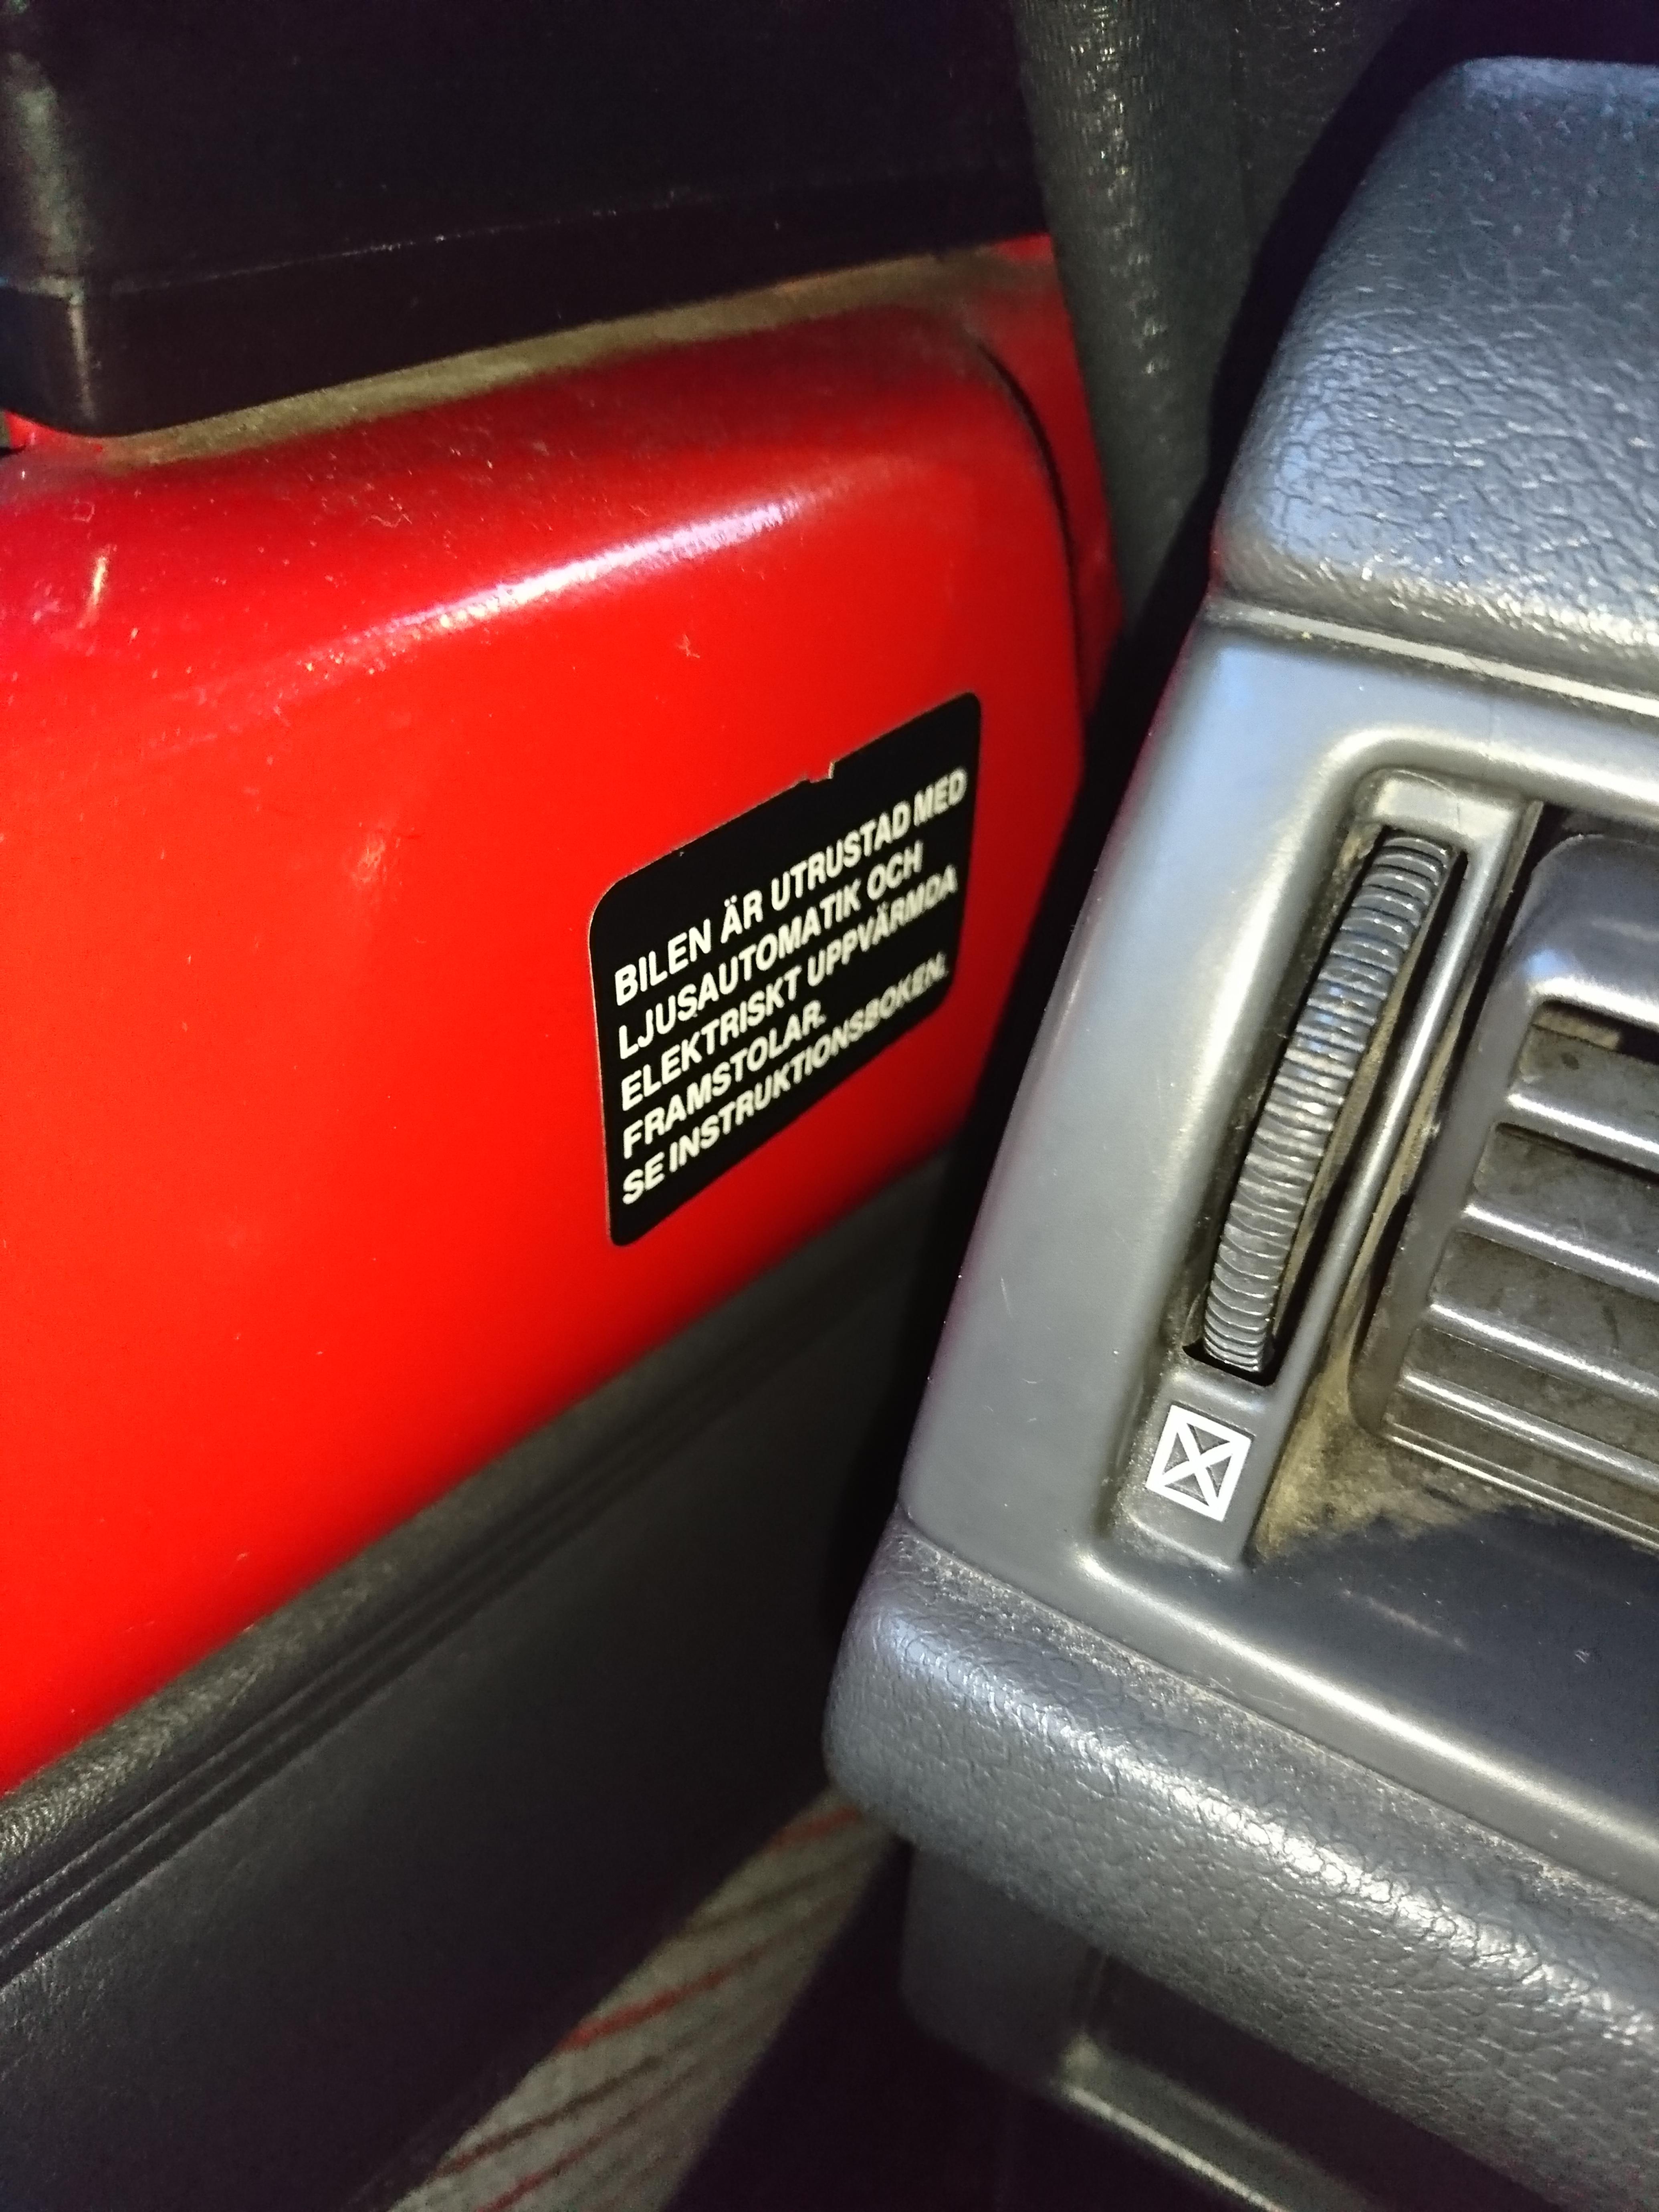 BILEN ÄR UTRUSTAD MED
LJUSAUTOMATIK OCH
ELEKTRISKT UPPVÄRMDA
FRAMSTOLAR.
SE INSTRUKTIONSBOKEN.